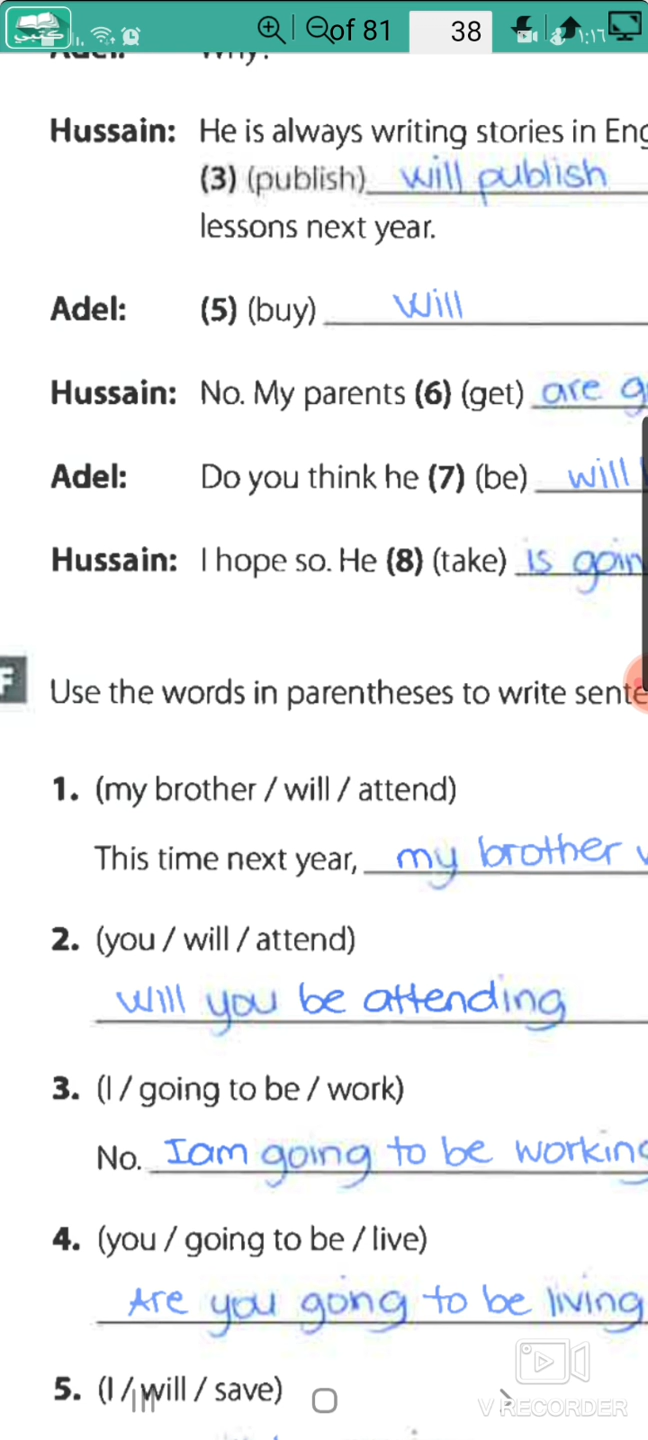 of 81 38 ١:١٦
Hussain: He is always writing stories in Eng
(3) (publish) will publish
lessons next year.
Adel: (5) (buy) will
Hussain: No. My parents (6) (get) are g
Adel: Do you think he (7) (be) will
Hussain: I hope so. He (8) (take) is goin
F Use the words in parentheses to write sente
1. (my brother / will / attend)
This time next year, my brother
2. (you / will / attend)
will you be attending
3. (I / going to be / work)
No. I am going to be working
4. (you / going to be / live)
Are you going to be living
5. (I / will / save)
V RECORDER